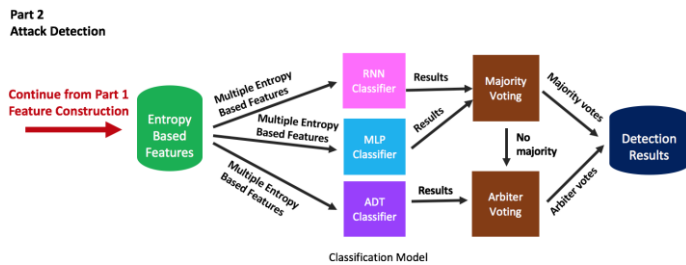 Part 2
Attack Detection
Continue from Part 1
Feature Construction
Entropy
Based
Features
Multiple Entropy
Based Features
Multiple Entropy
Based Features
Multiple Entropy
Based Features
RNN
Classifier
MLP
Classifier
ADT
Classifier
Results
Results
Results
Majority
Voting
No
majority
Arbiter
Voting
Majority votes
Arbiter votes
Detection
Results
Classification Model